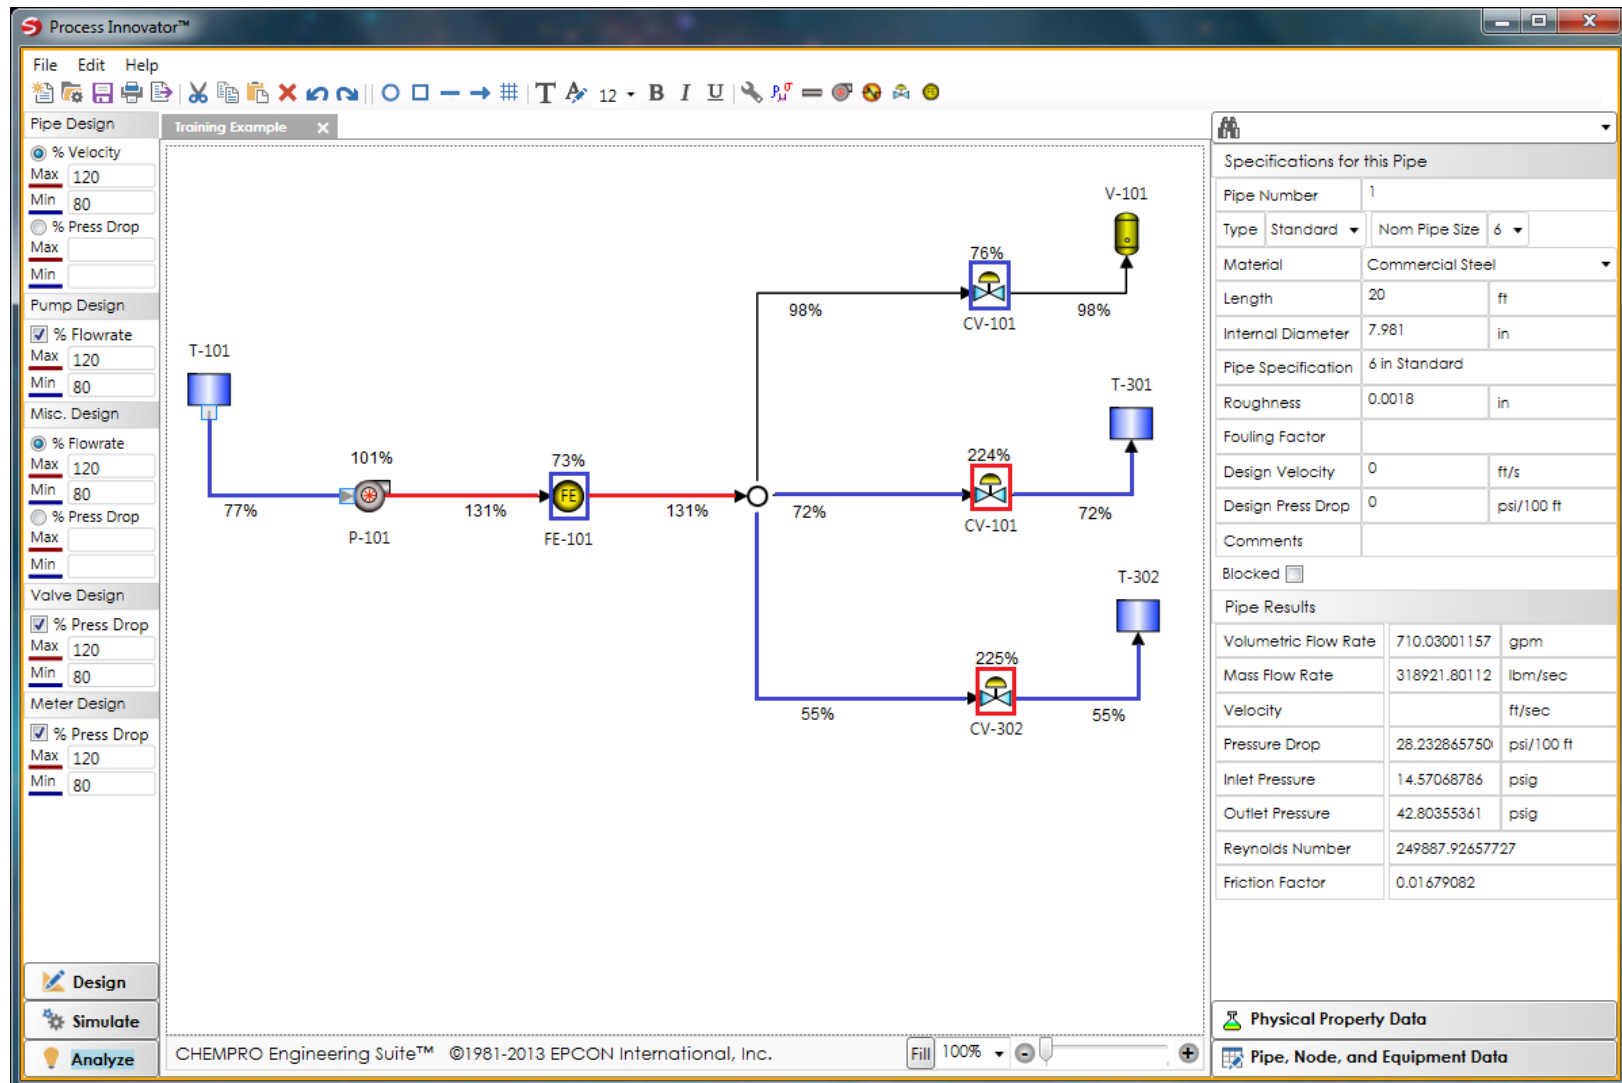 Process Innovator™
File Edit Help
12 B I U
Pipe Design
% Velocity
Max 120
Min 80
% Press Drop
Max
Min
Pump Design
% Flowrate
Max 120
Min 80
Misc. Design
% Flowrate
Max 120
Min 80
% Press Drop
Max
Min
Valve Design
% Press Drop
Max 120
Min 80
Meter Design
% Press Drop
Max 120
Min 80
Design
Simulate
Analyze
Training Example
V-101
76%
98%
98%
CV-101
T-101
T-301
101%
73%
224%
FE
77%
131%
131%
72%
72%
P-101
FE-101
CV-101
T-302
225%
55%
55%
CV-302
CHEMPRO Engineering Suite™ ©1981-2013 EPCON International, Inc.
Fill 100%
Specifications for this Pipe
Pipe Number 1
Type Standard Nom Pipe Size 6
Material Commercial Steel
Length 20 ft
Internal Diameter 7.981 in
Pipe Specification 6 in Standard
Roughness 0.0018 in
Fouling Factor
Design Velocity 0 ft/s
Design Press Drop 0 psi/100 ft
Comments
Blocked
Pipe Results
Volumetric Flow Rate 710.03001157 gpm
Mass Flow Rate 318921.80112 lbm/sec
Velocity ft/sec
Pressure Drop 28.232865750 psi/100 ft
Inlet Pressure 14.57068786 psig
Outlet Pressure 42.80355361 psig
Reynolds Number 249887.92657727
Friction Factor 0.01679082
Physical Property Data
Pipe, Node, and Equipment Data